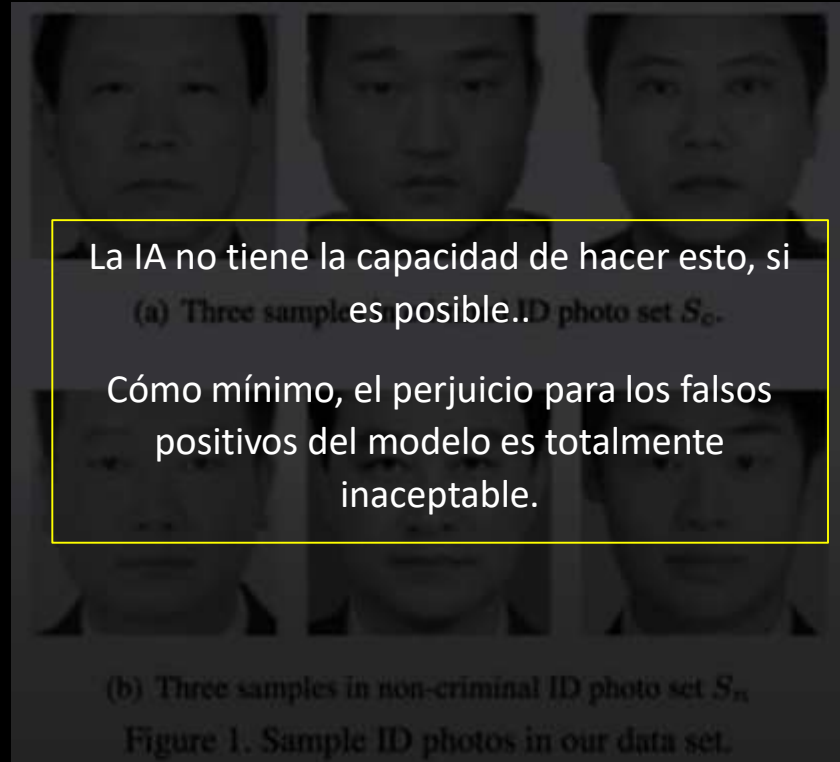 La IA no tiene la capacidad de hacer esto, si
es posible..
(a) Three sample ID photo set Sc.
Cómo mínimo, el perjuicio para los falsos
positivos del modelo es totalmente
inaceptable.
(b) Three samples in non-criminal ID photo set Sn
Figure 1. Sample ID photos in our data set.